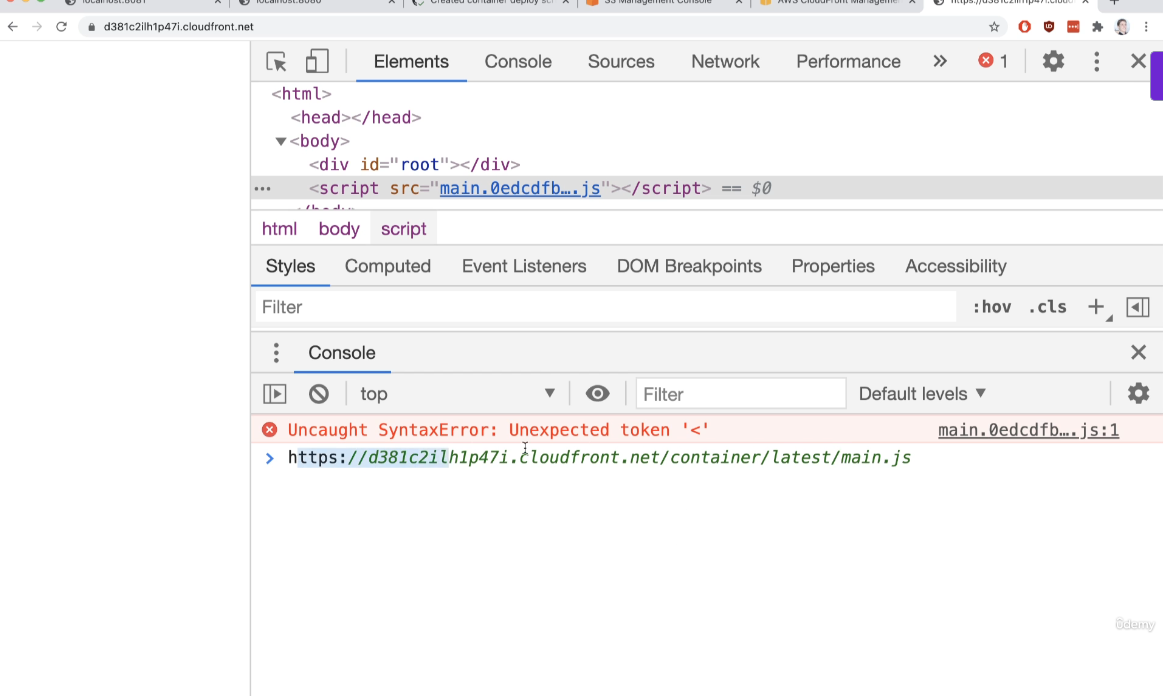 localhost:8081
localhost:8080
Created container deploy scr
S3 Management Console
AWS CloudFront Manageme
https://d381c2ilh1p47i.cloudf
d381c2ilh1p47i.cloudfront.net
Elements Console Sources Network Performance » 1
<html>
<head></head>
▼<body>
<div id="root"></div>
... <script src="main.0edcdfb….js"></script> == $0
</body>
html body script
Styles Computed Event Listeners DOM Breakpoints Properties Accessibility
Filter :hov .cls +
Console
top ▼ Filter Default levels ▼
Uncaught SyntaxError: Unexpected token '<' main.0edcdfb….js:1
> https://d381c2ilh1p47i.cloudfront.net/container/latest/main.js
Udemy